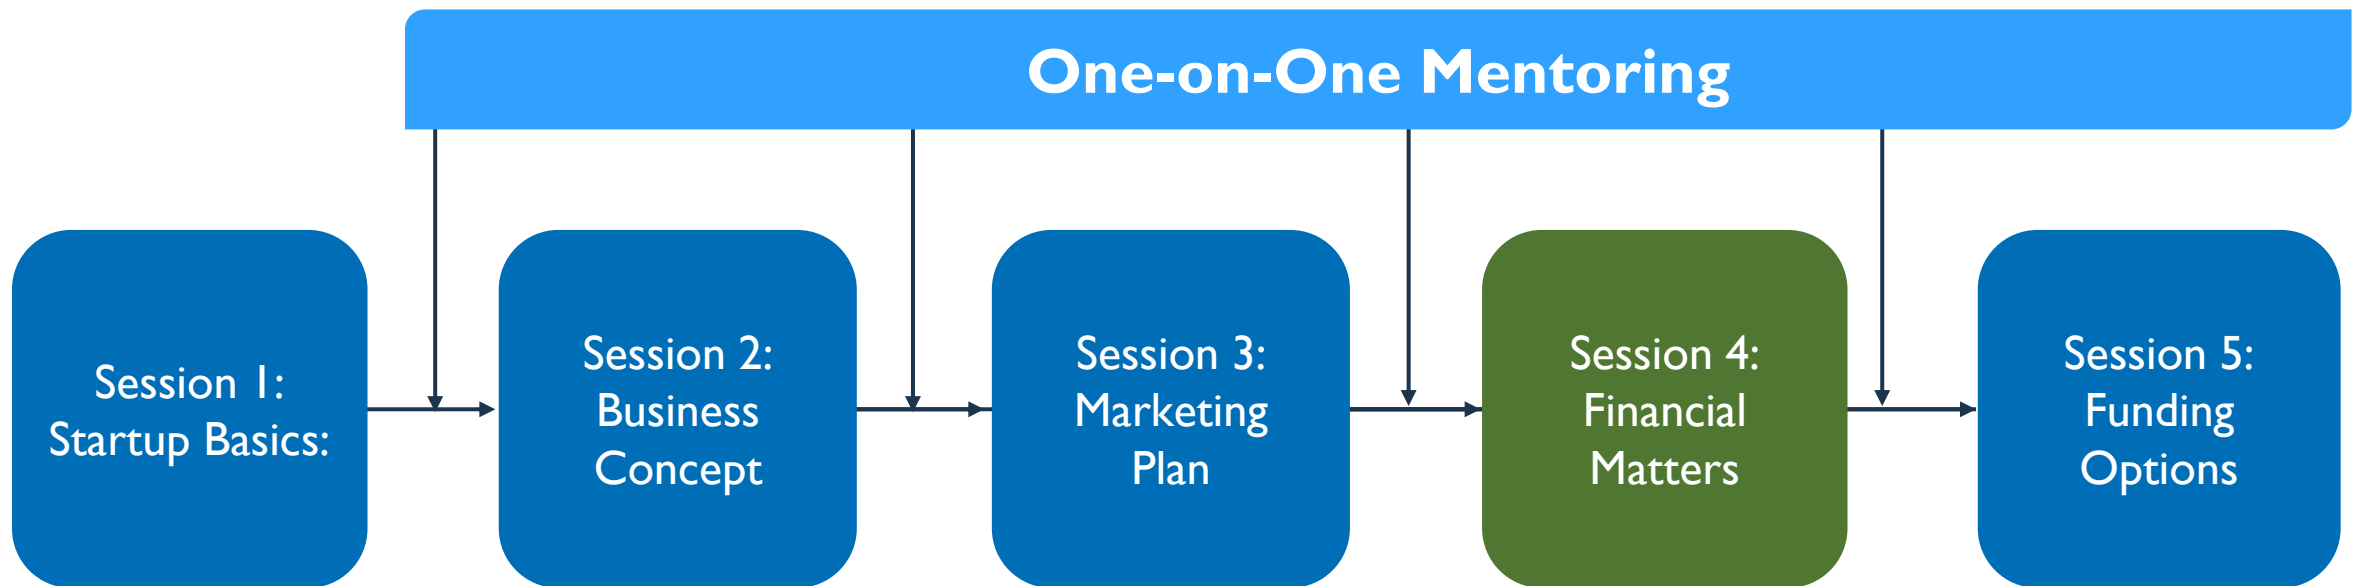 One-on-One Mentoring
Session 1:
Startup Basics:
Session 2:
Business
Concept
Session 3:
Marketing
Plan
Session 4:
Financial
Matters
Session 5:
Funding
Options